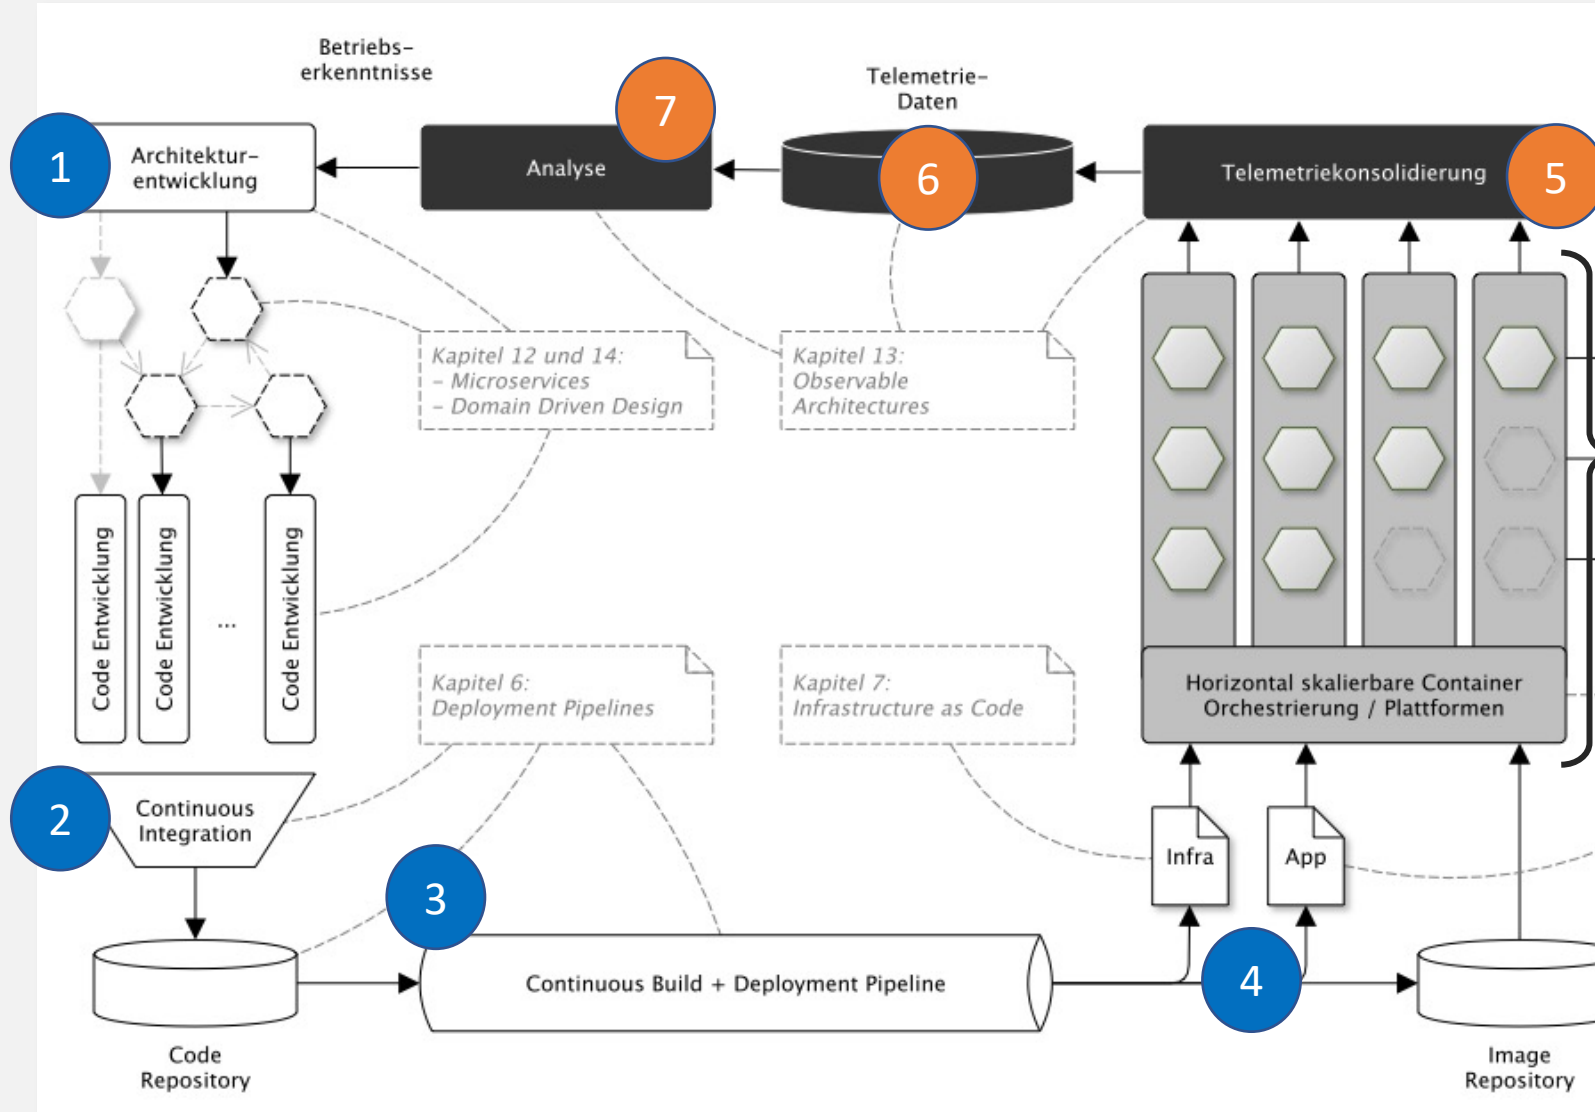 Betriebs-
erkenntnisse
Telemetrie-
Daten
1
Architektur-
entwicklung
7
Analyse
6
Telemetriekonsolidierung
5
Kapitel 12 und 14:
- Microservices
- Domain Driven Design
Kapitel 13:
Observable
Architectures
Code Entwicklung
Code Entwicklung
...
Code Entwicklung
Kapitel 6:
Deployment Pipelines
Kapitel 7:
Infrastructure as Code
Horizontal skalierbare Container
Orchestrierung / Plattformen
2
Continuous
Integration
Infra
App
3
Continuous Build + Deployment Pipeline
4
Code
Repository
Image
Repository